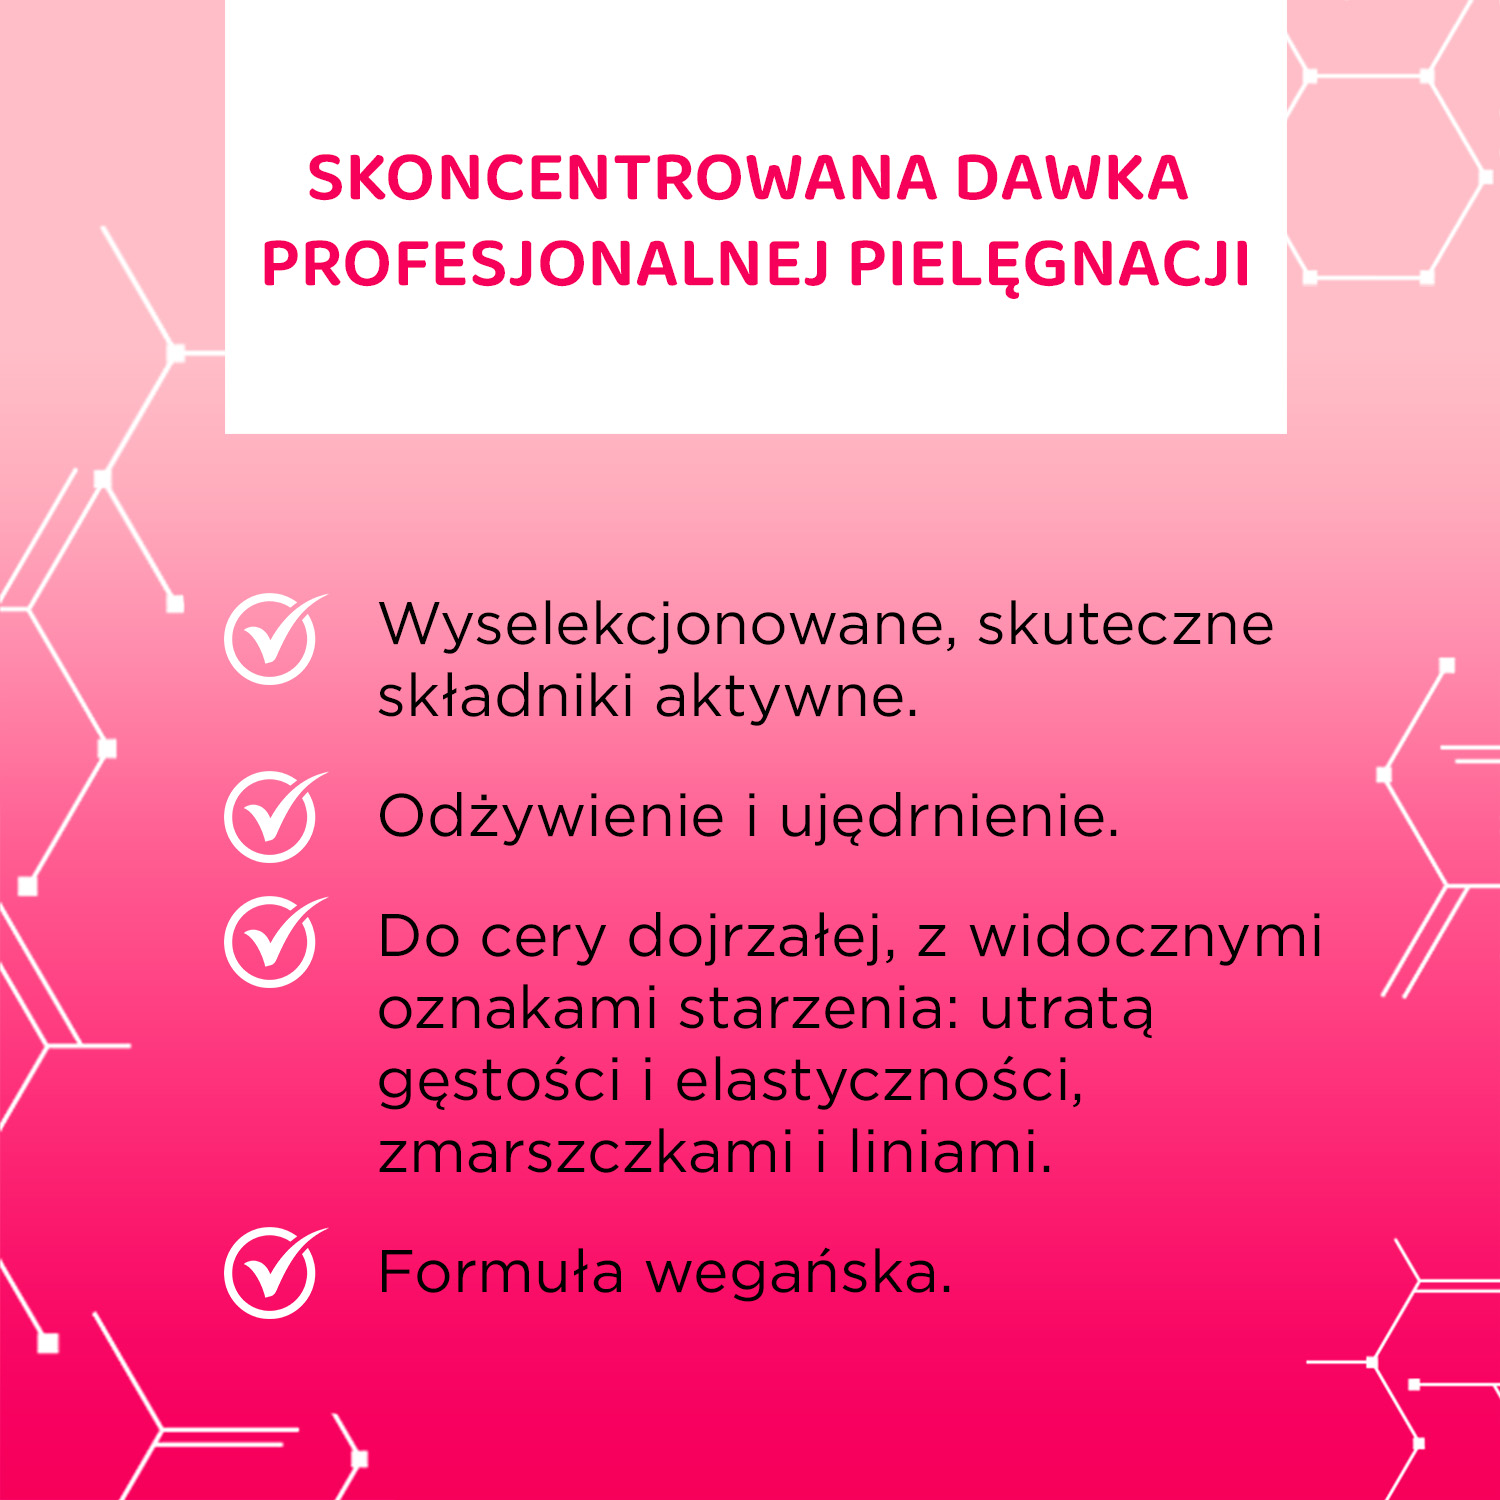 SKONCENTROWANA DAWKA
PROFESJONALNEJ PIELĘGNACJI
Wyselekcjonowane, skuteczne
składniki aktywne.
Odżywienie i ujędrnienie.
Do cery dojrzałej, z widocznymi
oznakami starzenia: utratą
gęstości i elastyczności,
zmarszczkami i liniami.
Formuła wegańska.